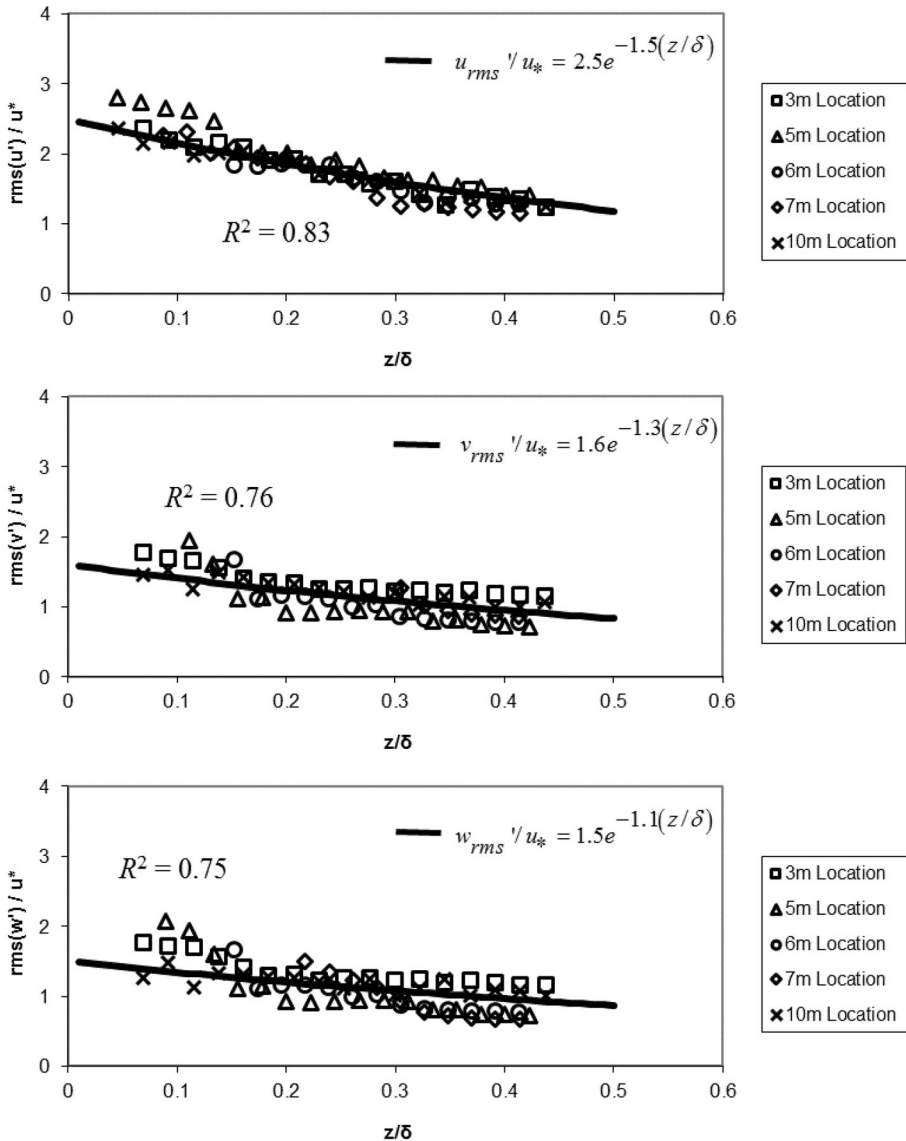 4
3
2
1
0
rms(u') / u*
u_rms '/u_* = 2.5e^−1.5(z/δ)
R² = 0.83
0 0.1 0.2 0.3 0.4 0.5 0.6
z/δ
3m Location
5m Location
6m Location
7m Location
10m Location
4
3
2
1
0
rms(v') / u*
v_rms '/u_* = 1.6e^−1.3(z/δ)
R² = 0.76
0 0.1 0.2 0.3 0.4 0.5 0.6
z/δ
3m Location
5m Location
6m Location
7m Location
10m Location
4
3
2
1
0
rms(w') / u*
w_rms '/u_* = 1.5e^−1.1(z/δ)
R² = 0.75
0 0.1 0.2 0.3 0.4 0.5 0.6
z/δ
3m Location
5m Location
6m Location
7m Location
10m Location